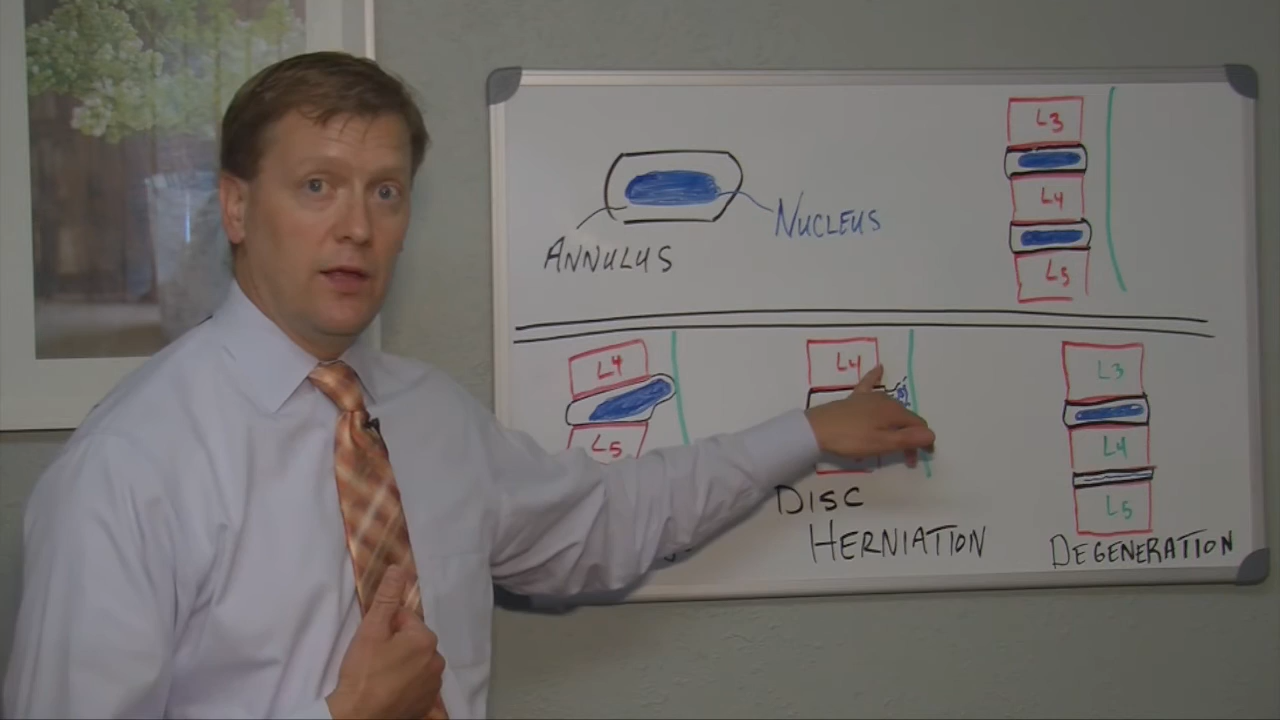 ANNULUS
NUCLEUS
L3
L4
L5
L4
L5
L4
DISC
HERNIATION
L3
L4
L5
DEGENERATION